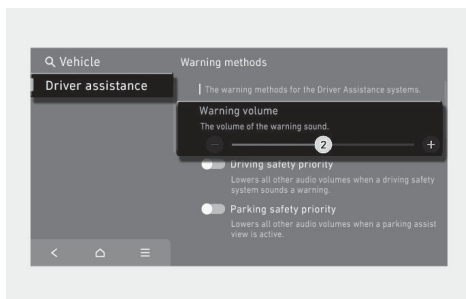 Vehicle
Warning methods
Driver assistance
The warning methods for the Driver Assistance systems.
Warning volume
The volume of the warning sound.
2
Driving safety priority
Lowers all other audio volumes when a driving safety
system sounds a warning.
Parking safety priority
Lowers all other audio volumes when a parking assist
view is active.